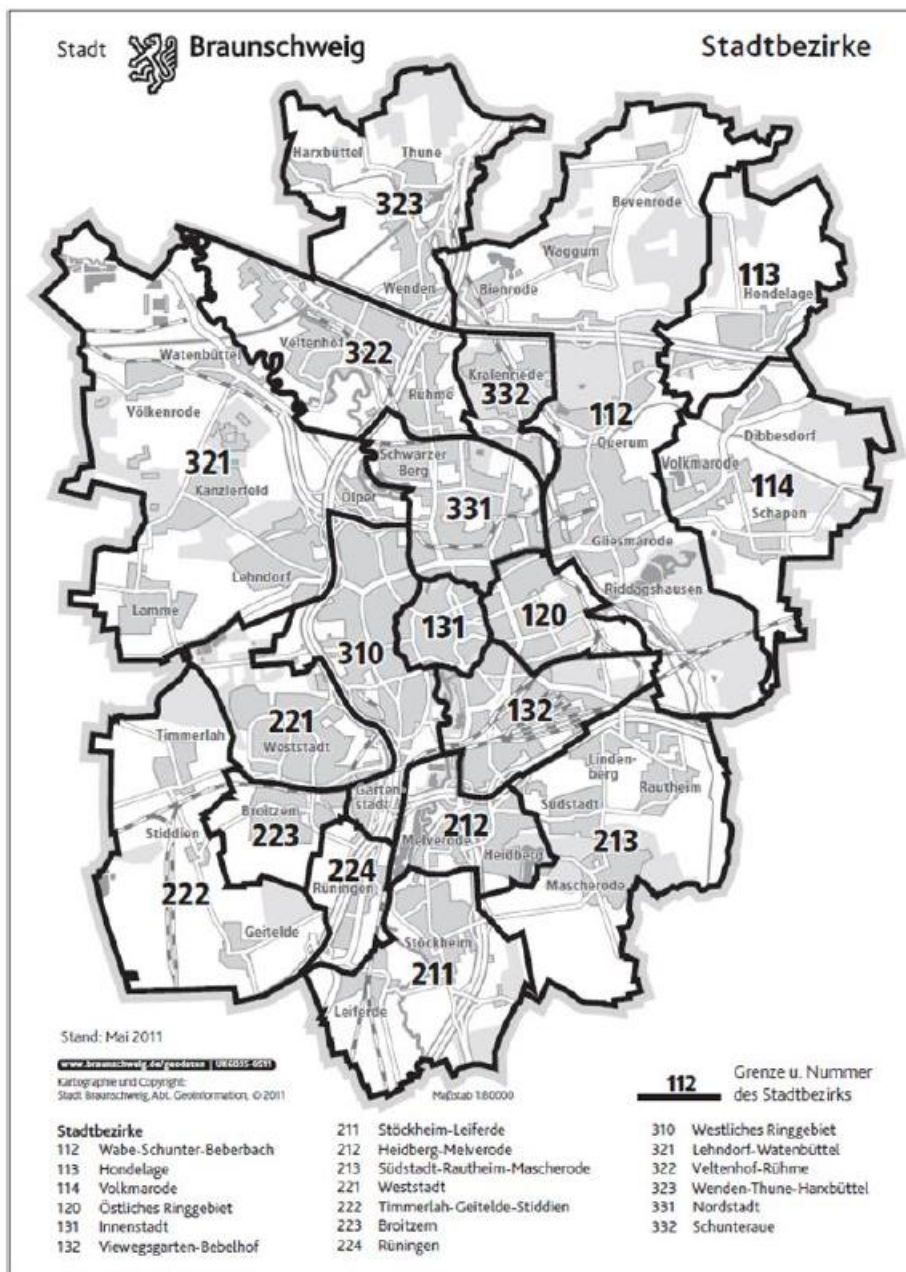 Stadt Braunschweig
Stadtbezirke
Harxbüttel Thune
323
Bevenrode
Waggum
113
Hondelage
Wenden
Bienrode
Veltenhof
322
Watenbüttel
Kralenriede
332
Rühme
112
Völkenrode
Querum
Dibbesdorf
Schwarzer
Berg
Volkmarode
321
114
Kanzlerfeld
Ölper
331
Schapen
Gliesmarode
Lehndorf
Riddagshausen
Lamme
131
120
310
132
221
Weststadt
Timmerlah
Linden-
berg
Rautheim
Garten-
stadt
Broitzem
Südstadt
223
212
Stiddien
Melverode
213
Heidberg
224
Mascherode
222
Rüningen
Geitelde
Stöckheim
211
Leiferde
Stand: Mai 2011
www.braunschweig.de/geodaten
Kartographie und Copyright:
Stadt Braunschweig, Abt. Geoinformation, © 2011
Maßstab 1:80000
112 Grenze u. Nummer
des Stadtbezirks
Stadtbezirke
112 Wabe-Schunter-Beberbach
113 Hondelage
114 Volkmarode
120 Östliches Ringgebiet
131 Innenstadt
132 Viewegsgarten-Bebelhof
211 Stöckheim-Leiferde
212 Heidberg-Melverode
213 Südstadt-Rautheim-Mascherode
221 Weststadt
222 Timmerlah-Geitelde-Stiddien
223 Broitzem
224 Rüningen
310 Westliches Ringgebiet
321 Lehndorf-Watenbüttel
322 Veltenhof-Rühme
323 Wenden-Thune-Harxbüttel
331 Nordstadt
332 Schunteraue